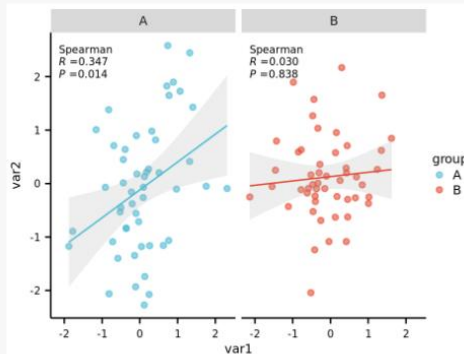 A
B
Spearman
R =0.347
P =0.014
Spearman
R =0.030
P =0.838
var2
2
1
0
-1
-2
-2
-1
0
1
2
-2
-1
0
1
2
var1
group
A
B